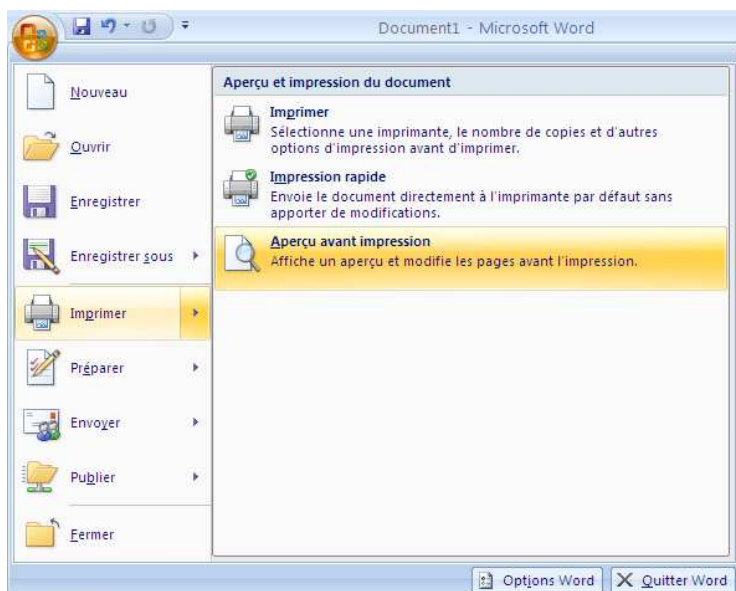 Document1 - Microsoft Word
Nouveau
Ouvrir
Enregistrer
Enregistrer sous
Imprimer
Préparer
Envoyer
Publier
Fermer
Aperçu et impression du document
Imprimer
Sélectionne une imprimante, le nombre de copies et d'autres
options d'impression avant d'imprimer.
Impression rapide
Envoie le document directement à l'imprimante par défaut sans
apporter de modifications.
Aperçu avant impression
Affiche un aperçu et modifie les pages avant l'impression.
Options Word
Quitter Word